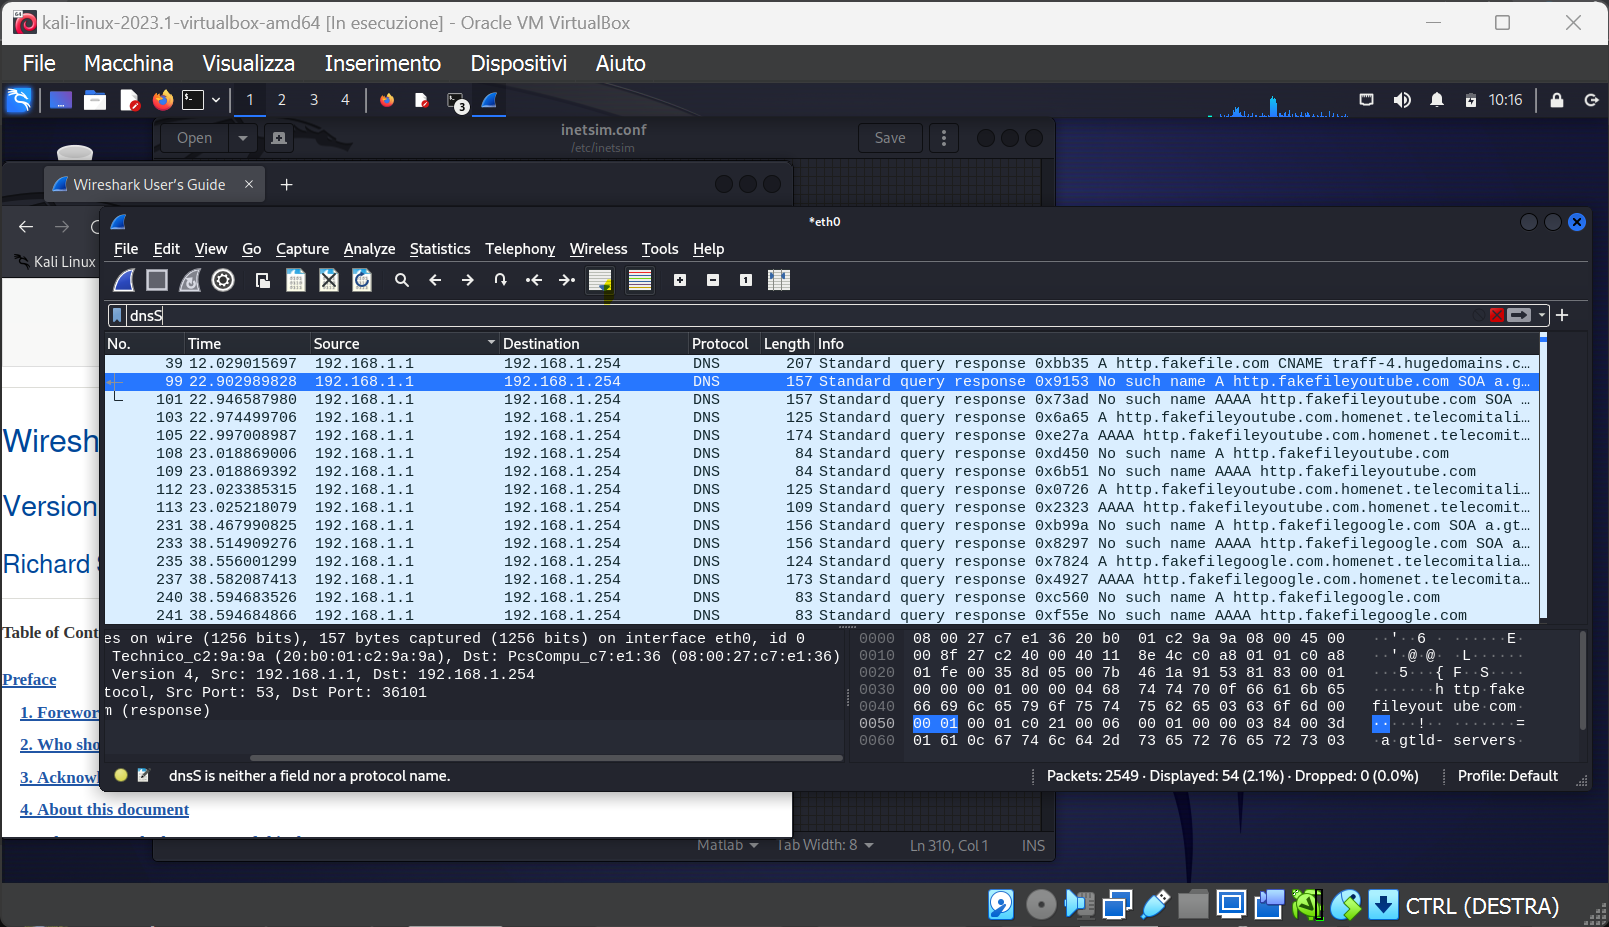 kali-linux-2023.1-virtualbox-amd64 [In esecuzione] - Oracle VM VirtualBox
File Macchina Visualizza Inserimento Dispositivi Aiuto
1 2 3 4 3 10:16
Open inetsim.conf Save
/etc/inetsim
Wireshark User's Guide
*eth0
File Edit View Go Capture Analyze Statistics Telephony Wireless Tools Help
Kali Linux
dnsS
No. Time Source Destination Protocol Length Info
39 12.029015697 192.168.1.1 192.168.1.254 DNS 207 Standard query response 0xbb35 A http.fakefile.com CNAME traff-4.hugedomains.c…
99 22.902989828 192.168.1.1 192.168.1.254 DNS 157 Standard query response 0x9153 No such name A http.fakefileyoutube.com SOA a.g…
101 22.946587980 192.168.1.1 192.168.1.254 DNS 157 Standard query response 0x73ad No such name AAAA http.fakefileyoutube.com SOA …
103 22.974499706 192.168.1.1 192.168.1.254 DNS 125 Standard query response 0x6a65 A http.fakefileyoutube.com.homenet.telecomitali…
105 22.997008987 192.168.1.1 192.168.1.254 DNS 174 Standard query response 0xe27a AAAA http.fakefileyoutube.com.homenet.telecomit…
108 23.018869006 192.168.1.1 192.168.1.254 DNS 84 Standard query response 0xd450 No such name A http.fakefileyoutube.com
109 23.018869392 192.168.1.1 192.168.1.254 DNS 84 Standard query response 0x6b51 No such name AAAA http.fakefileyoutube.com
112 23.023385315 192.168.1.1 192.168.1.254 DNS 125 Standard query response 0x0726 A http.fakefileyoutube.com.homenet.telecomitali…
113 23.025218079 192.168.1.1 192.168.1.254 DNS 109 Standard query response 0x2323 AAAA http.fakefileyoutube.com.homenet.telecomit…
231 38.467990825 192.168.1.1 192.168.1.254 DNS 156 Standard query response 0xb99a No such name A http.fakefilegoogle.com SOA a.gt…
233 38.514909276 192.168.1.1 192.168.1.254 DNS 156 Standard query response 0x8297 No such name AAAA http.fakefilegoogle.com SOA a…
235 38.556001299 192.168.1.1 192.168.1.254 DNS 124 Standard query response 0x7824 A http.fakefilegoogle.com.homenet.telecomitalia…
237 38.582087413 192.168.1.1 192.168.1.254 DNS 173 Standard query response 0x4927 AAAA http.fakefilegoogle.com.homenet.telecomita…
240 38.594683526 192.168.1.1 192.168.1.254 DNS 83 Standard query response 0xc560 No such name A http.fakefilegoogle.com
241 38.594684866 192.168.1.1 192.168.1.254 DNS 83 Standard query response 0xf55e No such name AAAA http.fakefilegoogle.com
Wiresh
Version
Richard S
Table of Cont
Preface
1. Forewor
2. Who sho
3. Acknowl
4. About this document
es on wire (1256 bits), 157 bytes captured (1256 bits) on interface eth0, id 0
Technico_c2:9a:9a (20:b0:01:c2:9a:9a), Dst: PcsCompu_c7:e1:36 (08:00:27:c7:e1:36)
Version 4, Src: 192.168.1.1, Dst: 192.168.1.254
tocol, Src Port: 53, Dst Port: 36101
m (response)
0000 08 00 27 c7 e1 36 20 b0 01 c2 9a 9a 08 00 45 00 ··'··6 · ······E·
0010 00 8f 27 c2 40 00 40 11 8e 4c c0 a8 01 01 c0 a8 ··'·@·@· ·L······
0020 01 fe 00 35 8d 05 00 7b 46 1a 91 53 81 83 00 01 ···5···{ F··S····
0030 00 00 00 01 00 00 04 68 74 74 70 0f 66 61 6b 65 ·······h ttp·fake
0040 66 69 6c 65 79 6f 75 74 75 62 65 03 63 6f 6d 00 fileyout ube·com·
0050 00 01 00 01 c0 21 00 06 00 01 00 00 03 84 00 3d ·····!·· ·······=
0060 01 61 0c 67 74 6c 64 2d 73 65 72 76 65 72 73 03 ·a·gtld- servers·
dnsS is neither a field nor a protocol name. Packets: 2549 · Displayed: 54 (2.1%) · Dropped: 0 (0.0%) Profile: Default
Matlab Tab Width: 8 Ln 310, Col 1 INS
CTRL (DESTRA)